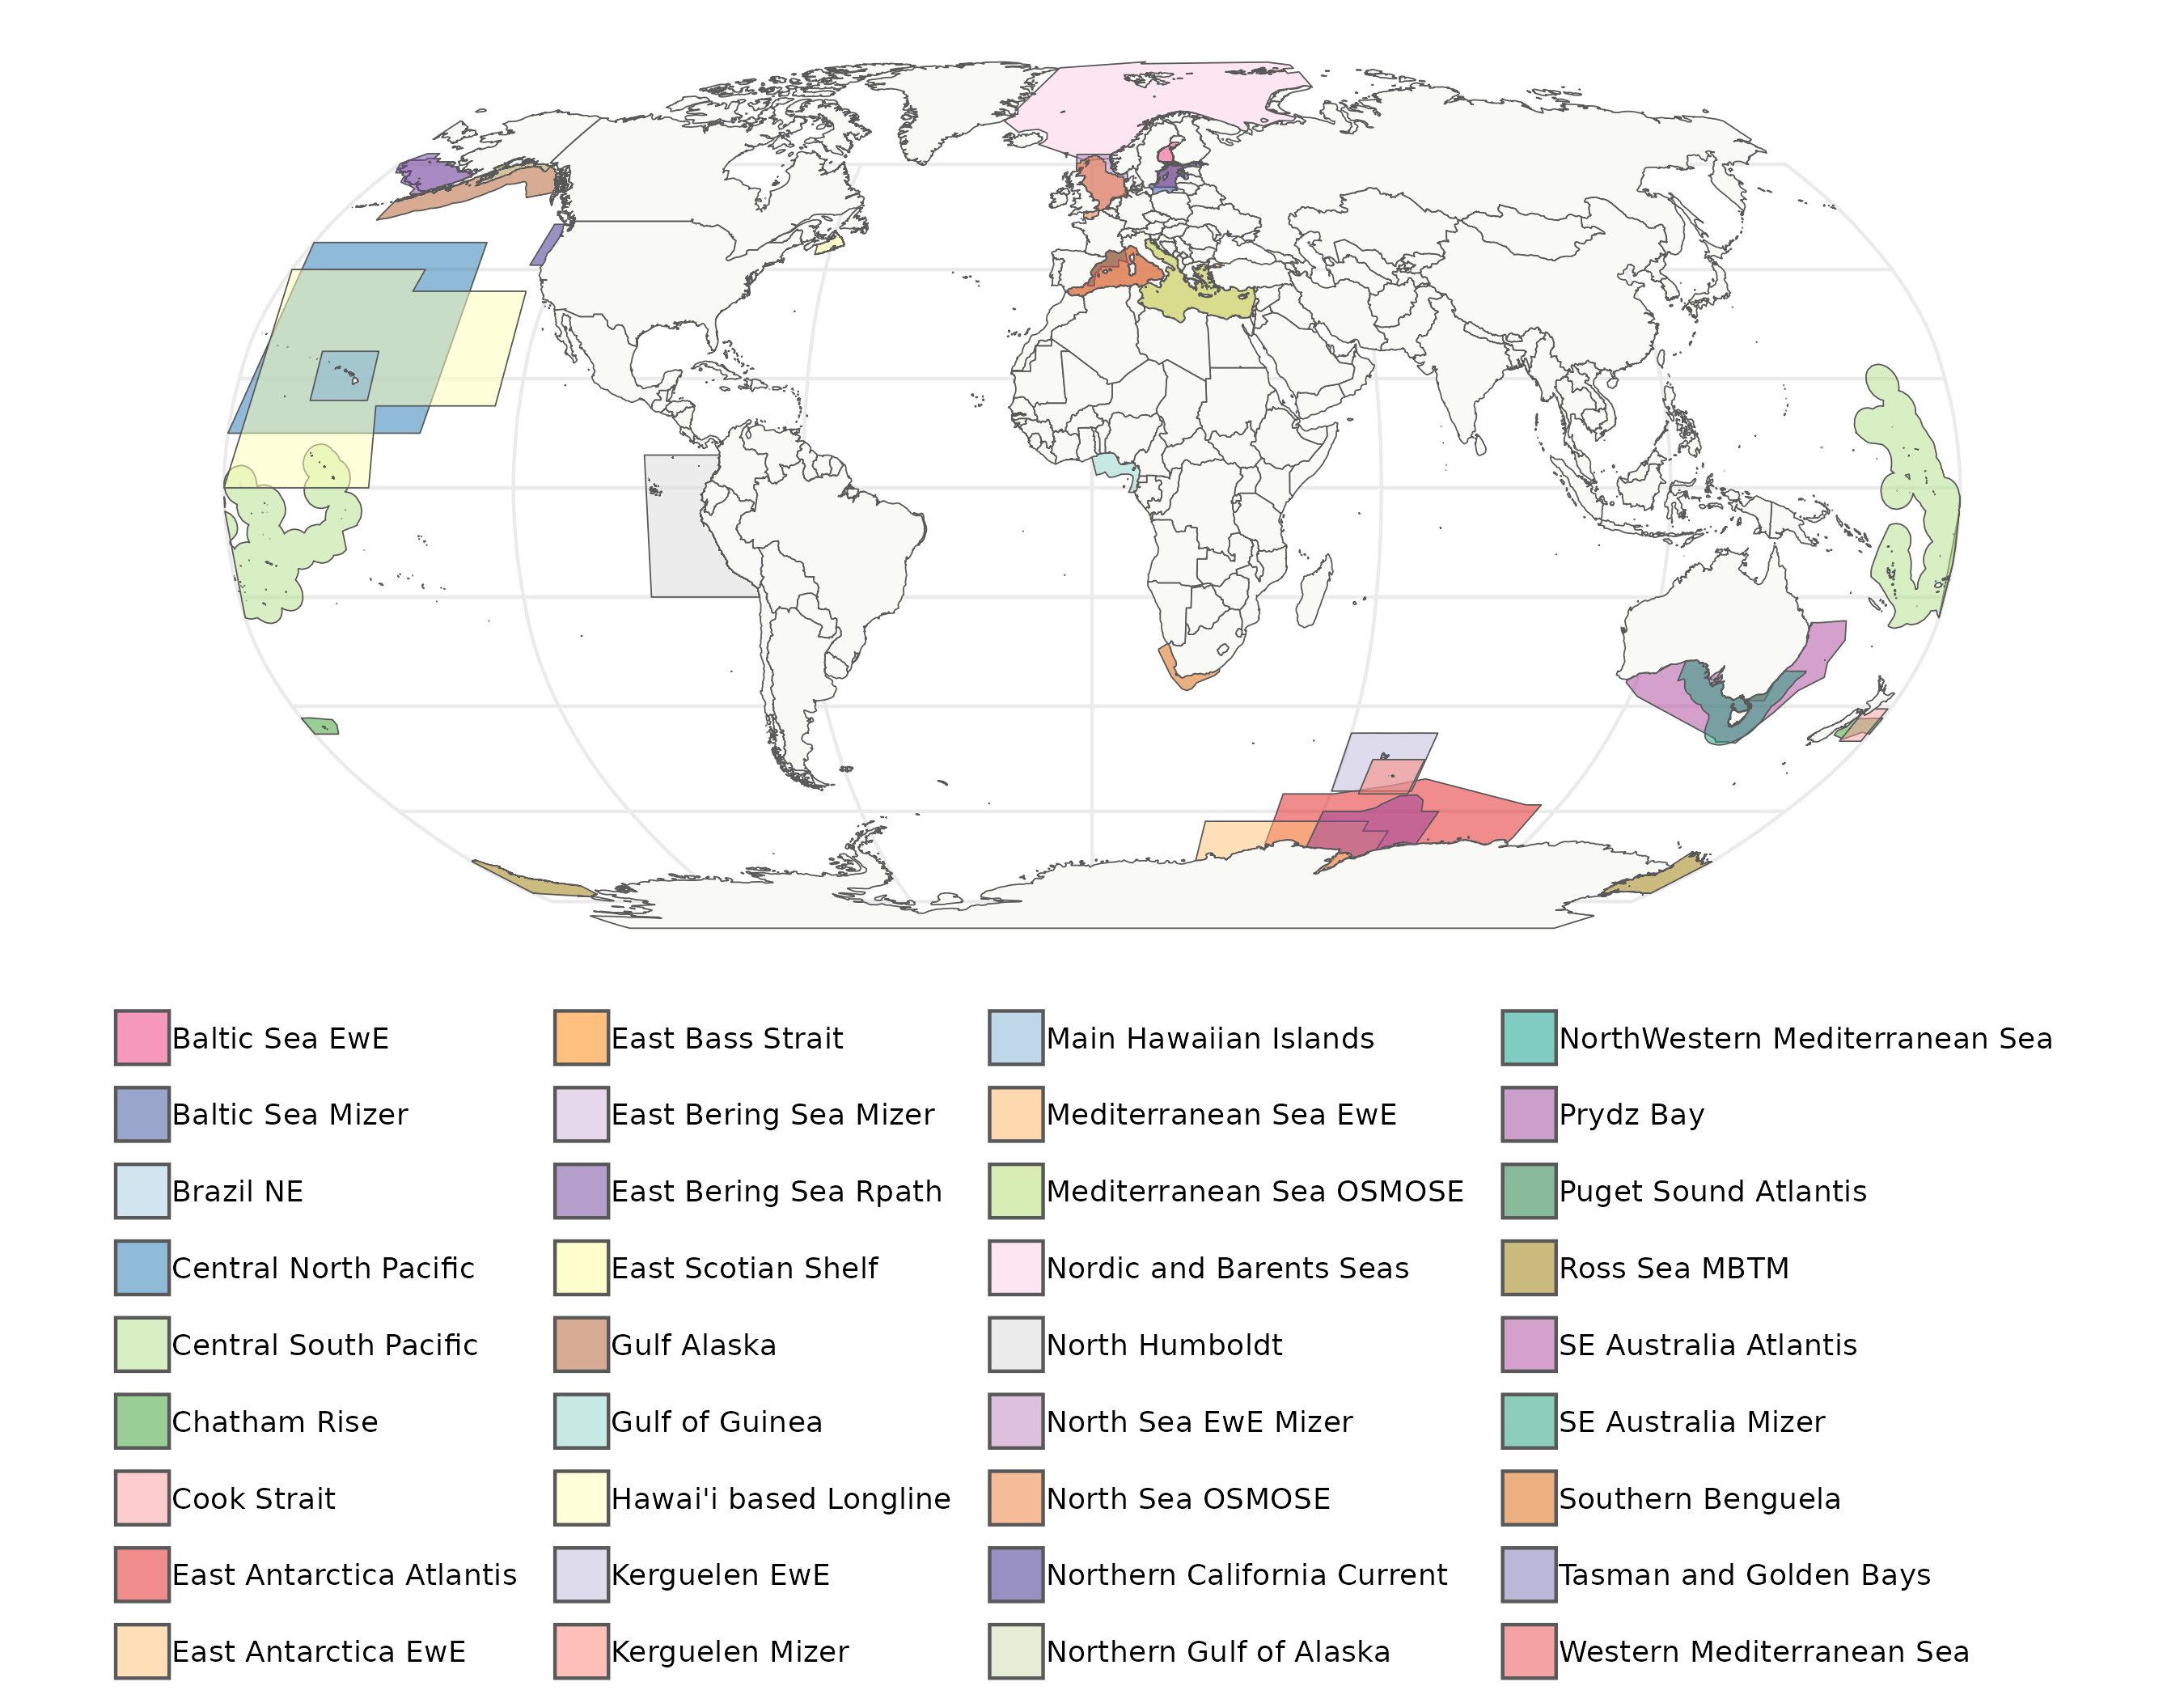 Baltic Sea EwE
Baltic Sea Mizer
Brazil NE
Central North Pacific
Central South Pacific
Chatham Rise
Cook Strait
East Antarctica Atlantis
East Antarctica EwE
East Bass Strait
East Bering Sea Mizer
East Bering Sea Rpath
East Scotian Shelf
Gulf Alaska
Gulf of Guinea
Hawai'i based Longline
Kerguelen EwE
Kerguelen Mizer
Main Hawaiian Islands
Mediterranean Sea EwE
Mediterranean Sea OSMOSE
Nordic and Barents Seas
North Humboldt
North Sea EwE Mizer
North Sea OSMOSE
Northern California Current
Northern Gulf of Alaska
NorthWestern Mediterranean Sea
Prydz Bay
Puget Sound Atlantis
Ross Sea MBTM
SE Australia Atlantis
SE Australia Mizer
Southern Benguela
Tasman and Golden Bays
Western Mediterranean Sea